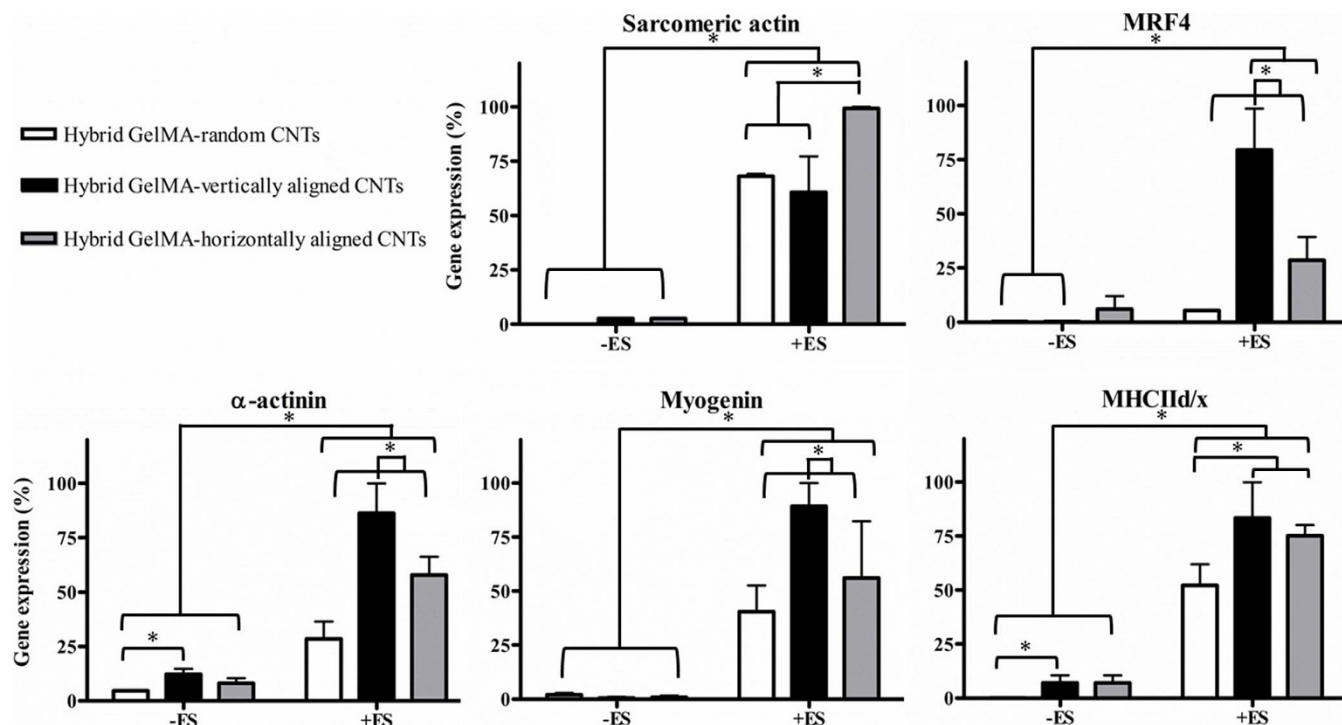 Sarcomeric actin
*
*
Gene expression (%)
100
75
50
25
0
-ES
+ES
MRF4
*
*
100
75
50
25
0
-ES
+ES
Hybrid GelMA-random CNTs
Hybrid GelMA-vertically aligned CNTs
Hybrid GelMA-horizontally aligned CNTs
α-actinin
*
*
*
Gene expression (%)
100
75
50
25
0
-ES
+ES
Myogenin
*
*
100
75
50
25
0
-ES
+ES
MHCIId/x
*
*
*
100
75
50
25
0
-ES
+ES